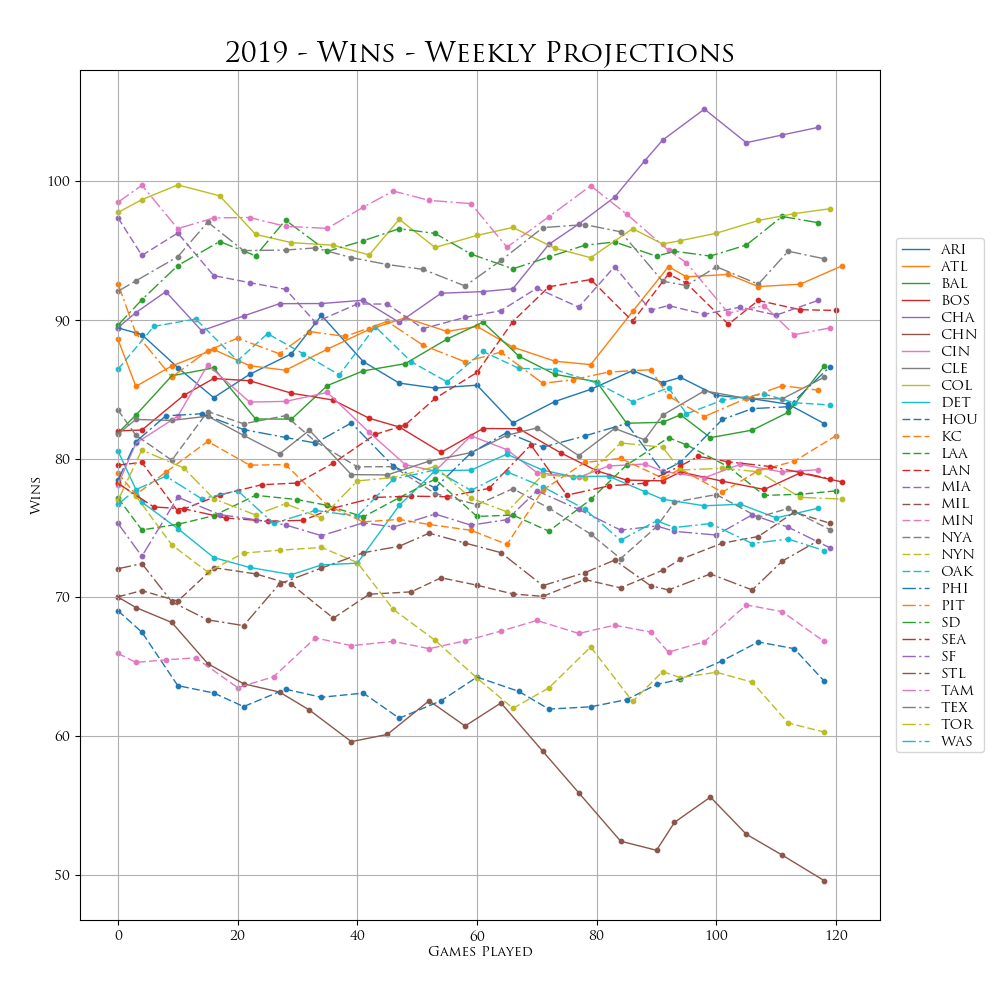 2019 - Wins - Weekly Projections
Wins
100
90
80
70
60
50
0 20 40 60 80 100 120
Games Played
ARI
ATL
BAL
BOS
CHA
CHN
CIN
CLE
COL
DET
HOU
KC
LAA
LAN
MIA
MIL
MIN
NYA
NYN
OAK
PHI
PIT
SD
SEA
SF
STL
TAM
TEX
TOR
WAS